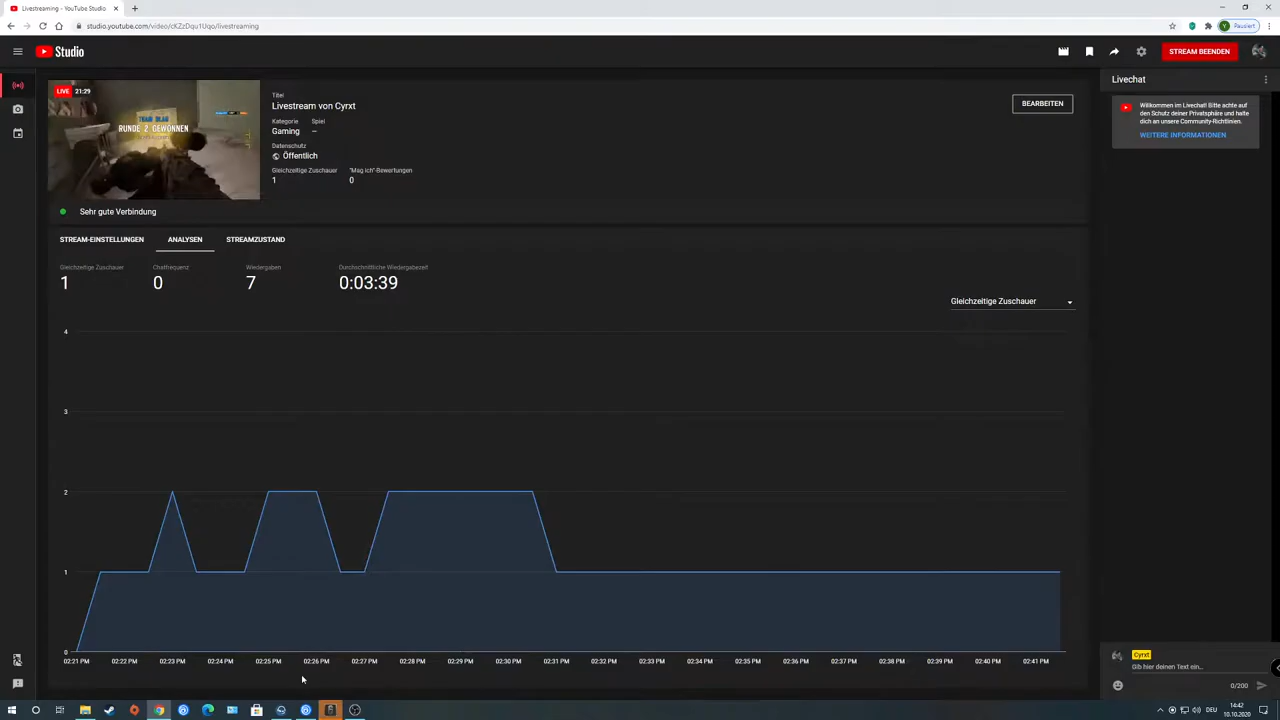 Livestreaming - YouTube Studio
studio.youtube.com/video/cKZzDqu1Uqo/livestreaming
Pausiert
Studio
STREAM BEENDEN
LIVE 21:29
RUNDE 2 GEWONNEN
Titel
Livestream von Cyrxt
Kategorie Spiel
Gaming –
Datenschutz
Öffentlich
Gleichzeitige Zuschauer "Mag ich"-Bewertungen
1 0
BEARBEITEN
Sehr gute Verbindung
STREAM-EINSTELLUNGEN ANALYSEN STREAMZUSTAND
Gleichzeitige Zuschauer Chatfrequenz Wiedergaben Durchschnittliche Wiedergabezeit
1 0 7 0:03:39
Gleichzeitige Zuschauer
4
3
2
1
0
02:21 PM 02:22 PM 02:23 PM 02:24 PM 02:25 PM 02:26 PM 02:27 PM 02:28 PM 02:29 PM 02:30 PM 02:31 PM 02:32 PM 02:33 PM 02:34 PM 02:35 PM 02:36 PM 02:37 PM 02:38 PM 02:39 PM 02:40 PM 02:41 PM
Livechat
Willkommen im Livechat! Bitte achte auf
den Schutz deiner Privatsphäre und halte
dich an unsere Community-Richtlinien.
WEITERE INFORMATIONEN
Cyrxt
Gib hier deinen Text ein...
0/200
DEU
14:42
10.10.2020